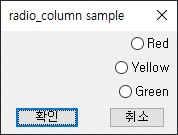 radio_column sample
Red
Yellow
Green
확인 취소